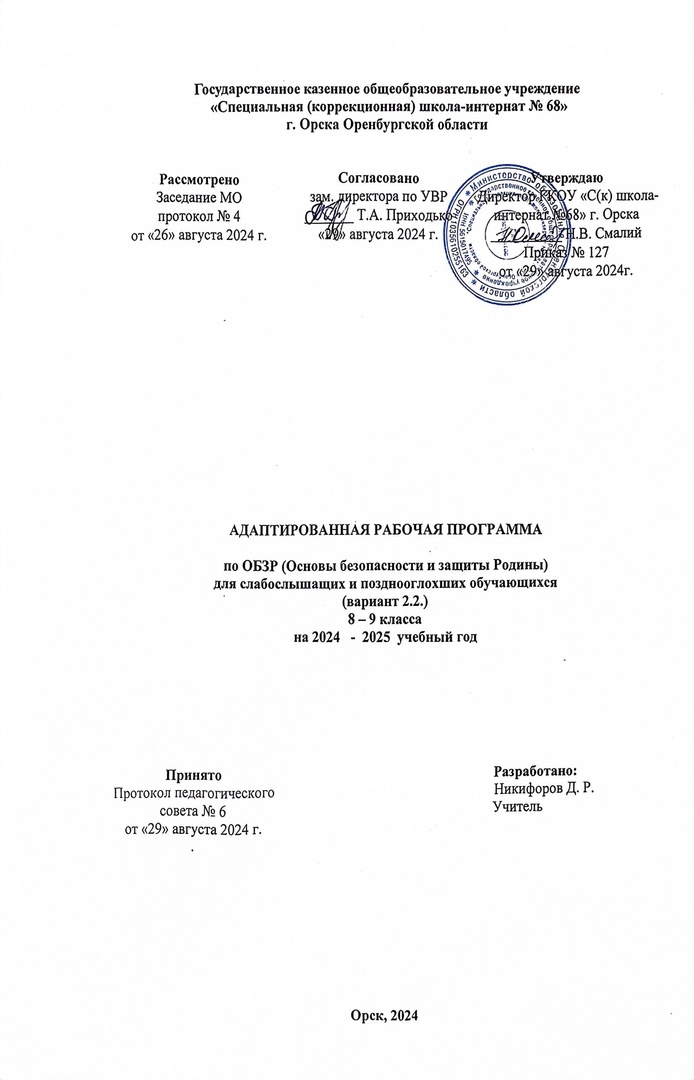 Государственное казенное общеобразовательное учреждение
«Специальная (коррекционная) школа-интернат № 68»
г. Орска Оренбургской области
Рассмотрено
Заседание МО
протокол № 4
от «26» августа 2024 г.
Согласовано
зам. директора по УВР
Т.А. Приходько
августа 2024 г.
Утверждаю
Директор «С(к) школа-
интернат №68» г. Орска
Н.В. Смалий
Приказ № 127
от «29» августа 2024г.
АДАПТИРОВАННАЯ РАБОЧАЯ ПРОГРАММА
по ОБЗР (Основы безопасности и защиты Родины)
для слабослышащих и позднооглохших обучающихся
(вариант 2.2.)
8 – 9 класса
на 2024 - 2025 учебный год
Принято
Протокол педагогического
совета № 6
от «29» августа 2024 г.
Разработано:
Никифоров Д. Р.
Учитель
Орск, 2024